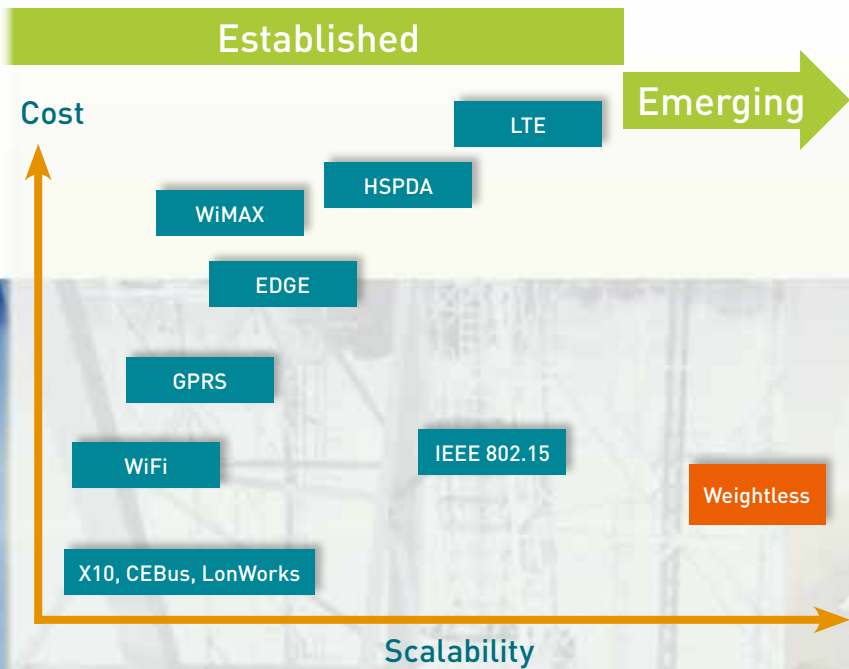 Established
Emerging
Cost
LTE
HSPDA
WiMAX
EDGE
GPRS
IEEE 802.15
WiFi
Weightless
X10, CEBus, LonWorks
Scalability